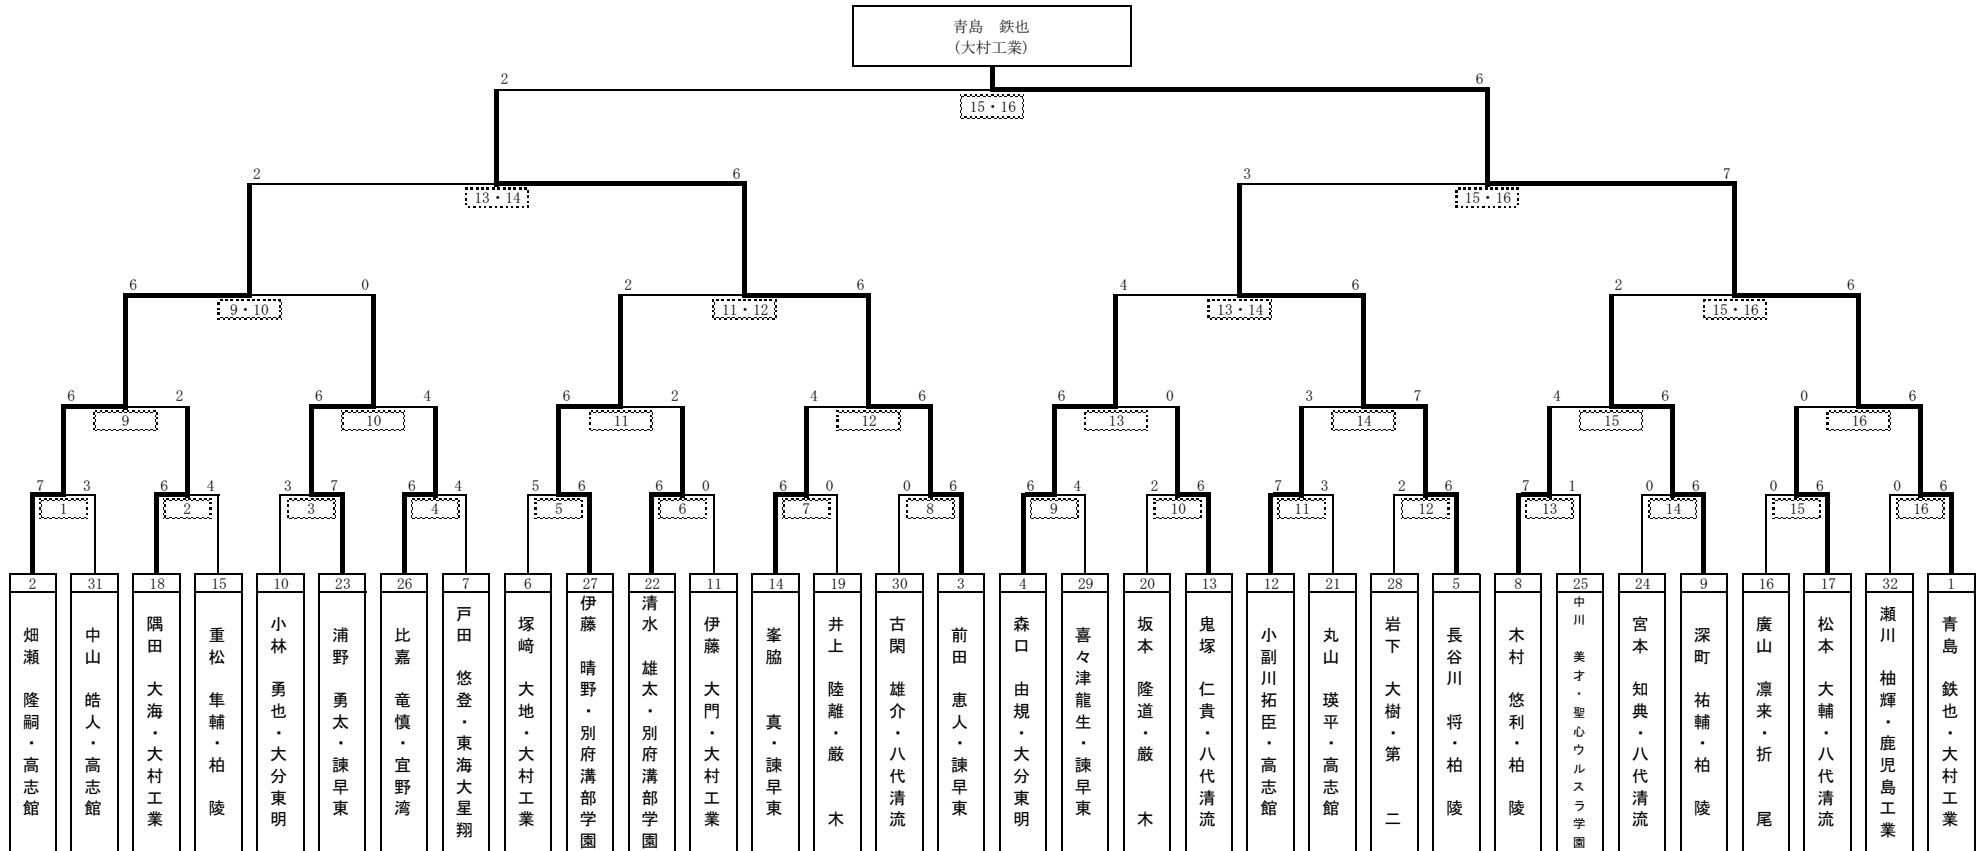 青島　鉄也
(大村工業)
2 6
15・16
2 6 3 7
13・14 15・16
6 0 2 6 4 6 2 6
9・10 11・12 13・14 15・16
6 2 6 4 6 2 4 6 6 0 3 7 4 6 0 6
9 10 11 12 13 14 15 16
7 3 6 4 3 7 6 4 5 6 6 0 6 0 0 6 6 4 2 6 7 3 2 6 7 1 0 6 0 6 0 6
1 2 3 4 5 6 7 8 9 10 11 12 13 14 15 16
2 31 18 15 10 23 26 7 6 27 22 11 14 19 30 3 4 29 20 13 12 21 28 5 8 25 24 9 16 17 32 1
畑瀬　隆嗣・高志館
中山　皓人・高志館
隅田　大海・大村工業
重松　隼輔・柏　陵
小林　勇也・大分東明
浦野　勇太・諫早東
比嘉　竜慎・宜野湾
戸田　悠登・東海大星翔
塚﨑　大地・大村工業
伊藤　晴野・別府溝部学園
清水　雄太・別府溝部学園
伊藤　大門・大村工業
峯脇　　真・諫早東
井上　陸離・厳　　木
古閑　雄介・八代清流
前田　恵人・諫早東
森口　由規・大分東明
喜々津龍生・諫早東
坂本　隆道・厳　　木
鬼塚　仁貴・八代清流
小副川拓臣・高志館
丸山　瑛平・高志館
岩下　大樹・第　　二
長谷川　将・柏　陵
木村　悠利・柏　陵
中川　美才・聖心ウルスラ学園
宮本　知典・八代清流
深町　祐輔・柏　陵
廣山　凛来・折　　尾
松本　大輔・八代清流
瀬川　柚輝・鹿児島工業
青島　鉄也・大村工業